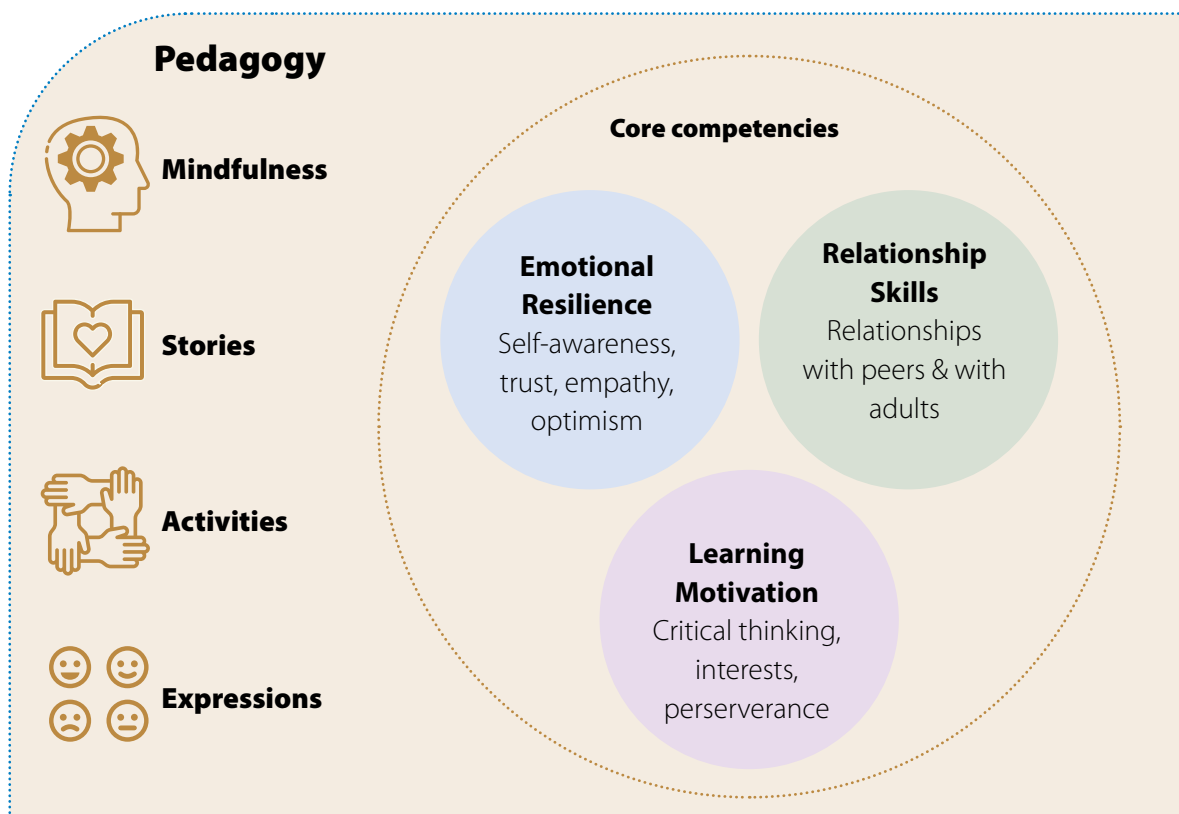 Pedagogy
Mindfulness
Stories
Activities
Expressions
Core competencies
Emotional
Resilience
Self-awareness,
trust, empathy,
optimism
Relationship
Skills
Relationships
with peers & with
adults
Learning
Motivation
Critical thinking,
interests,
perserverance